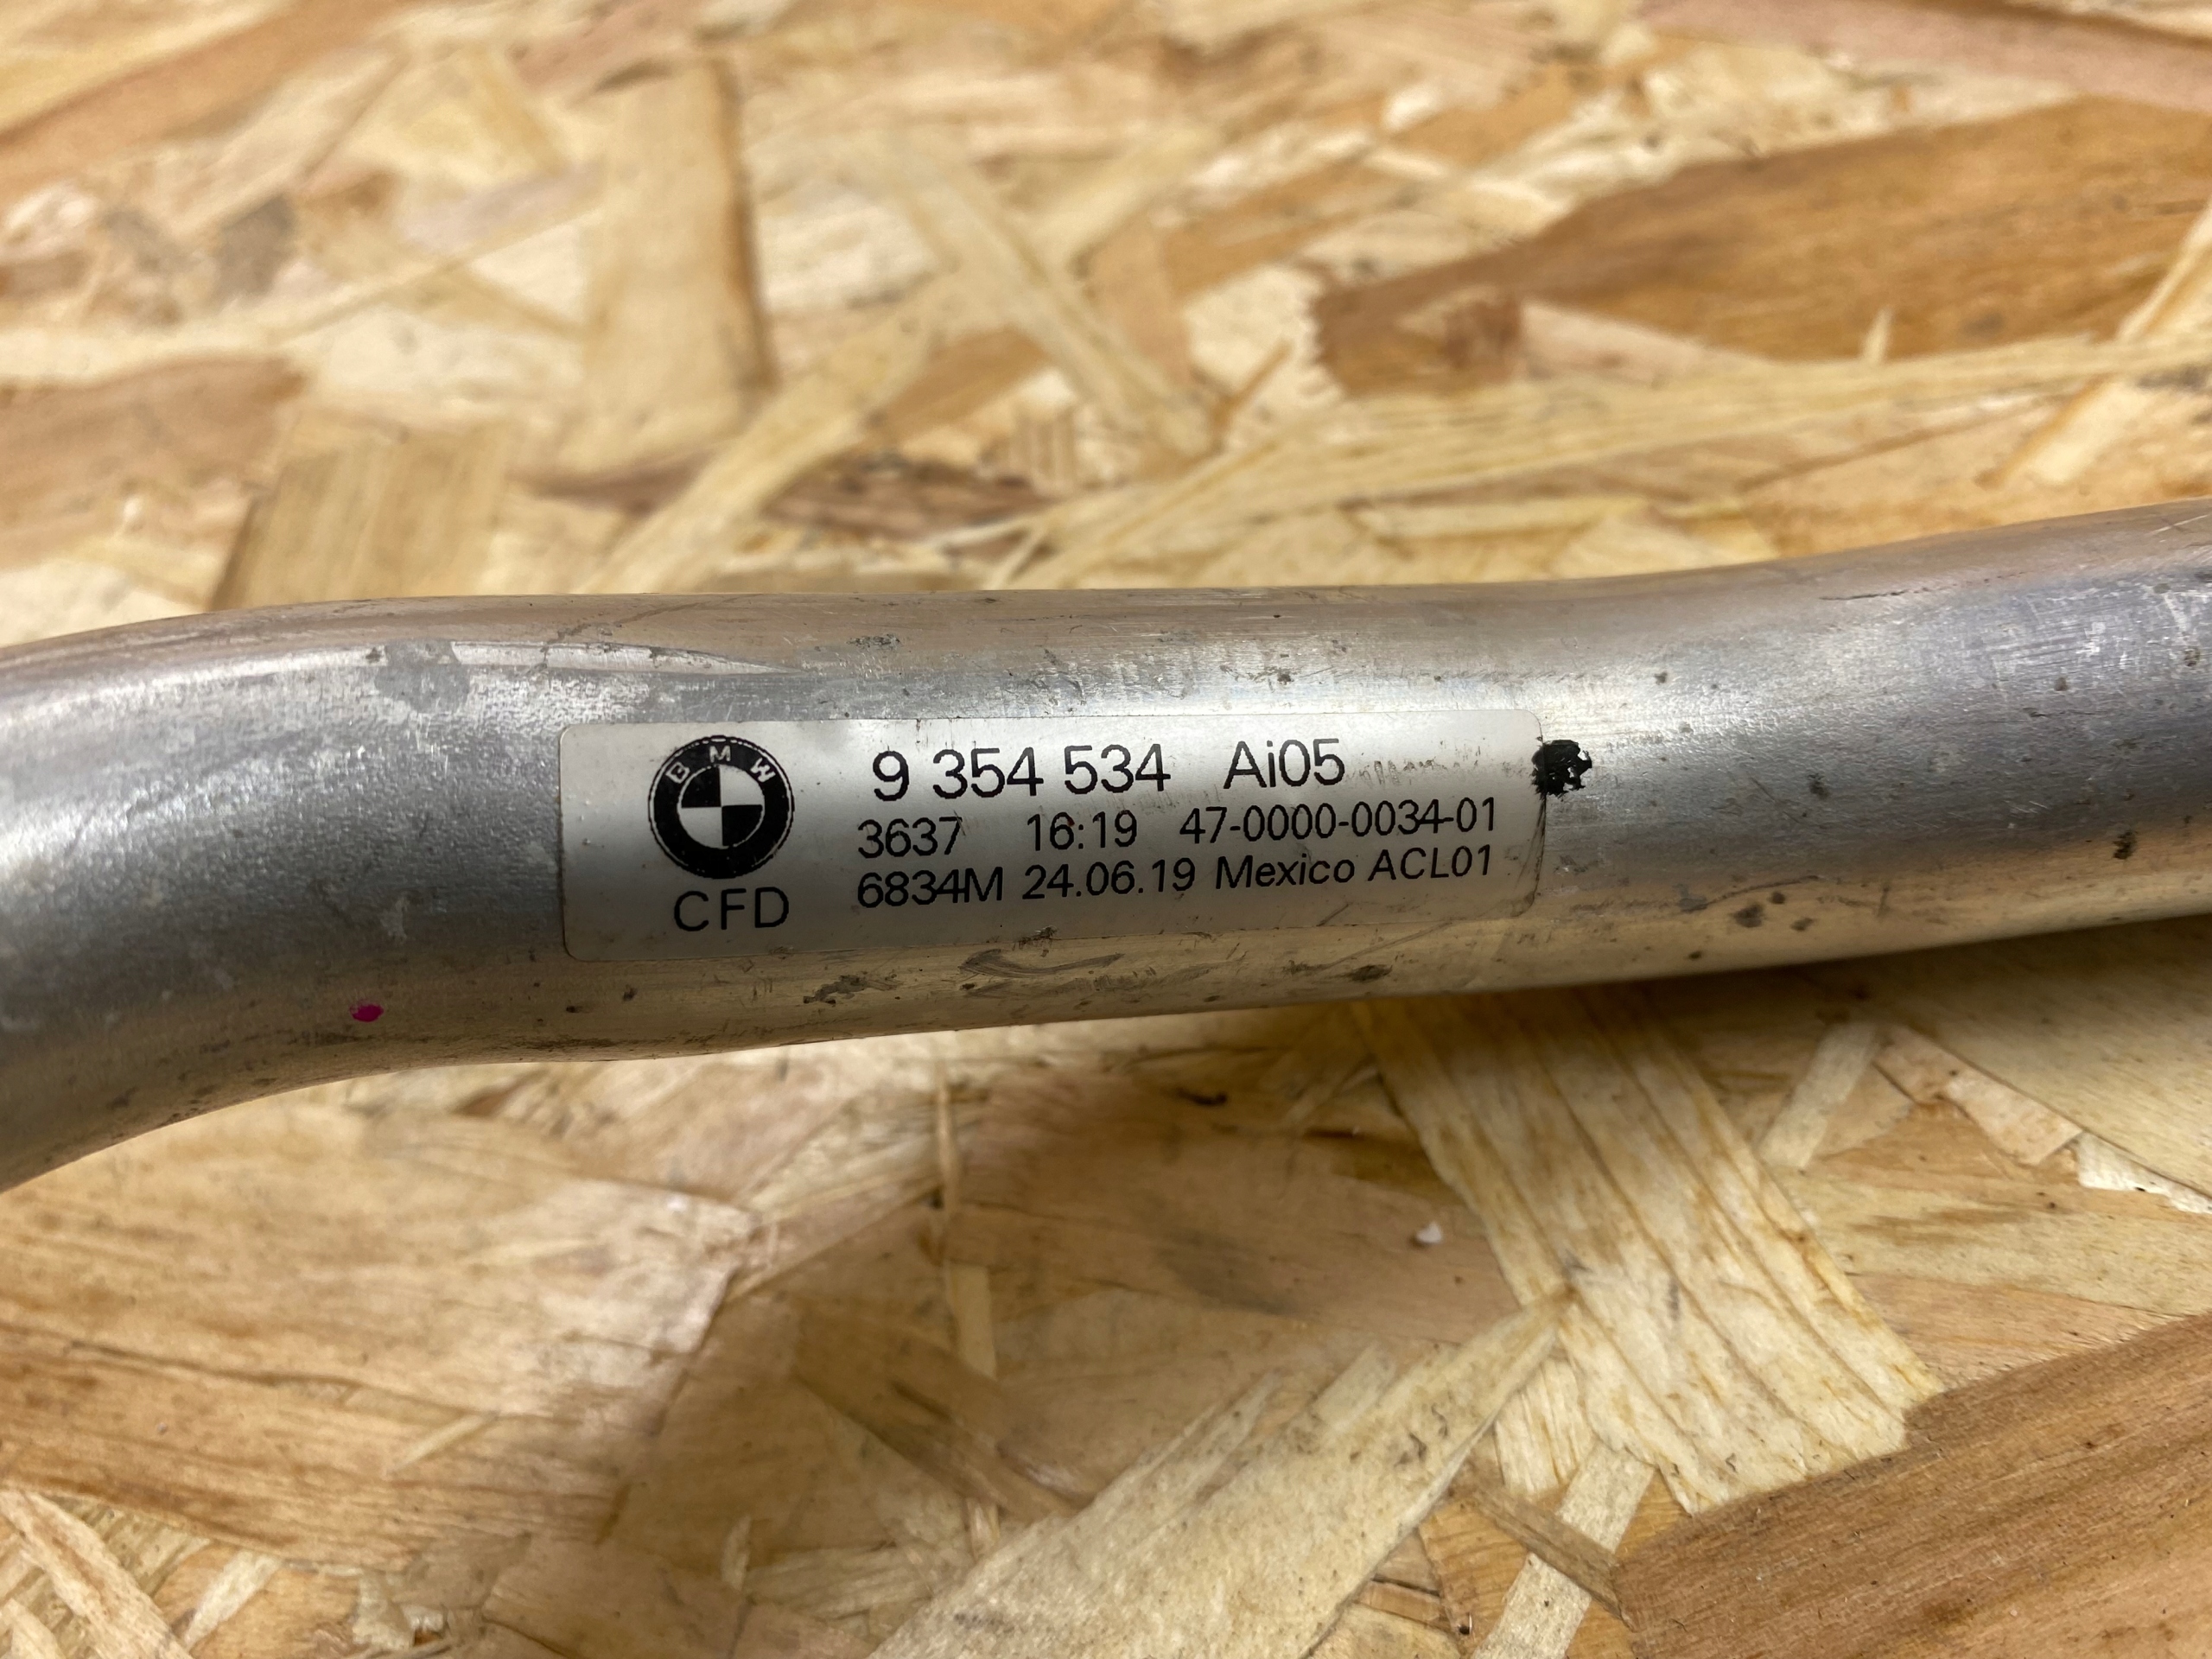 BMW
CFD
9 354 534 Ai05
3637 16:19 47-0000-0034-01
6834M 24.06.19 Mexico ACL01